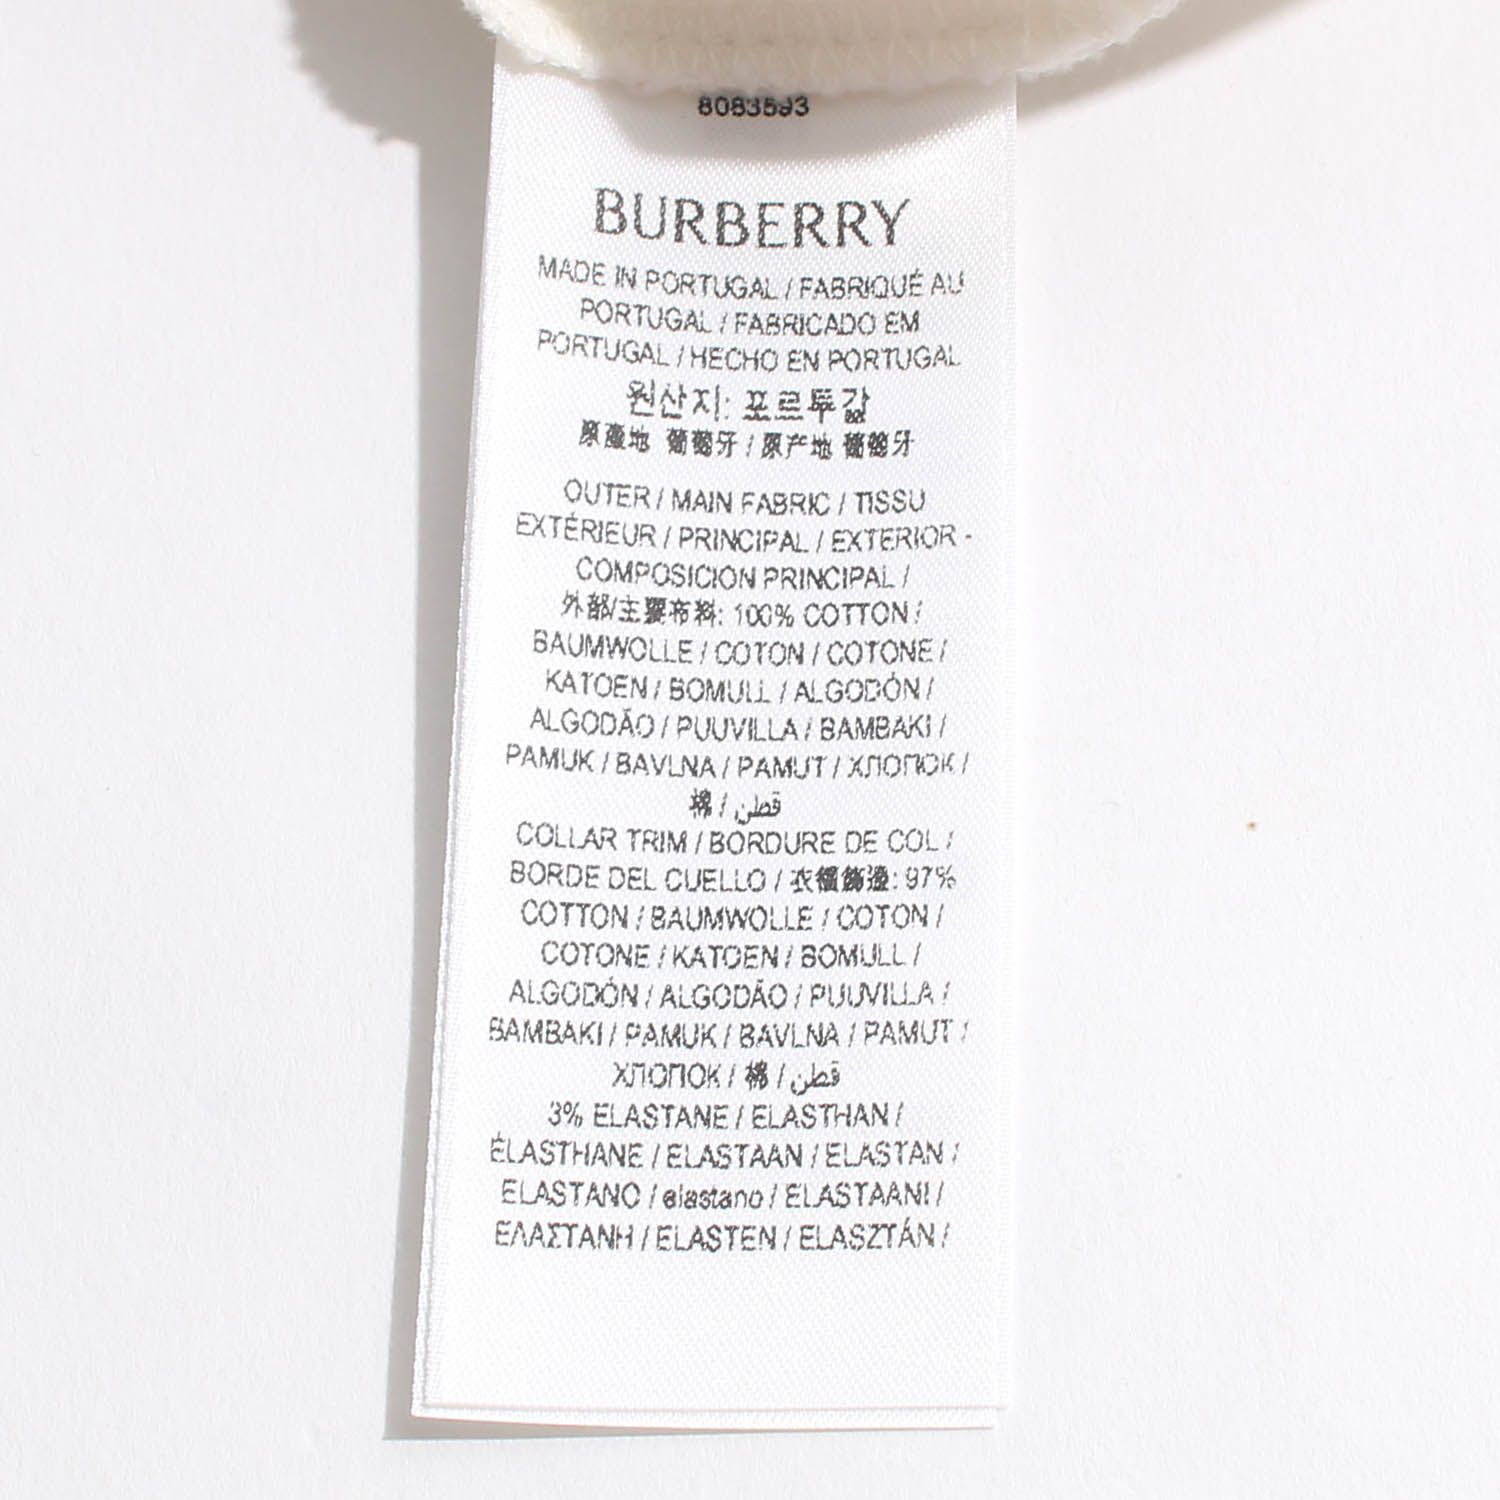 8083593
BURBERRY
MADE IN PORTUGAL / FABRIQUÉ AU
PORTUGAL / FABRICADO EM
PORTUGAL / HECHO EN PORTUGAL
원산지: 포르투갈
原產地 葡萄牙 / 原产地 葡萄牙
OUTER / MAIN FABRIC / TISSU
EXTÉRIEUR / PRINCIPAL / EXTERIOR -
COMPOSICION PRINCIPAL /
外部/主要布料: 100% COTTON /
BAUMWOLLE / COTON / COTONE /
KATOEN / BOMULL / ALGODÓN /
ALGODÃO / PUUVILLA / BAMBAKI /
PAMUK / BAVLNA / PAMUT / ХЛОПОК /
棉 / قطن
COLLAR TRIM / BORDURE DE COL /
BORDE DEL CUELLO / 衣領飾邊: 97%
COTTON / BAUMWOLLE / COTON /
COTONE / KATOEN / BOMULL /
ALGODÓN / ALGODÃO / PUUVILLA /
BAMBAKI / PAMUK / BAVLNA / PAMUT /
ХЛОПОК / 棉 / قطن
3% ELASTANE / ELASTHAN /
ÉLASTHANE / ELASTAAN / ELASTAN /
ELASTANO / elastano / ELASTAANI /
ΕΛΑΣΤΑΝΗ / ELASTEN / ELASZTÁN /